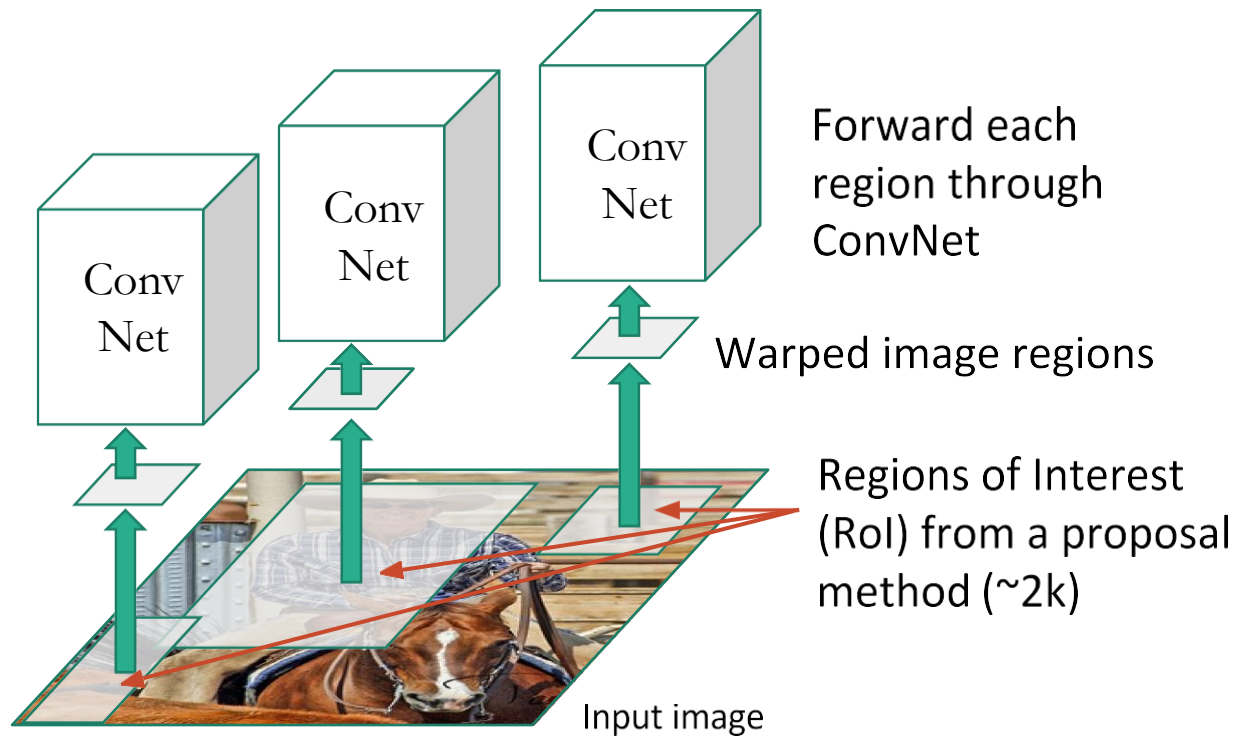 Conv
Net
Conv
Net
Conv
Net
Forward each
region through
ConvNet
Warped image regions
Regions of Interest
(RoI) from a proposal
method (~2k)
Input image